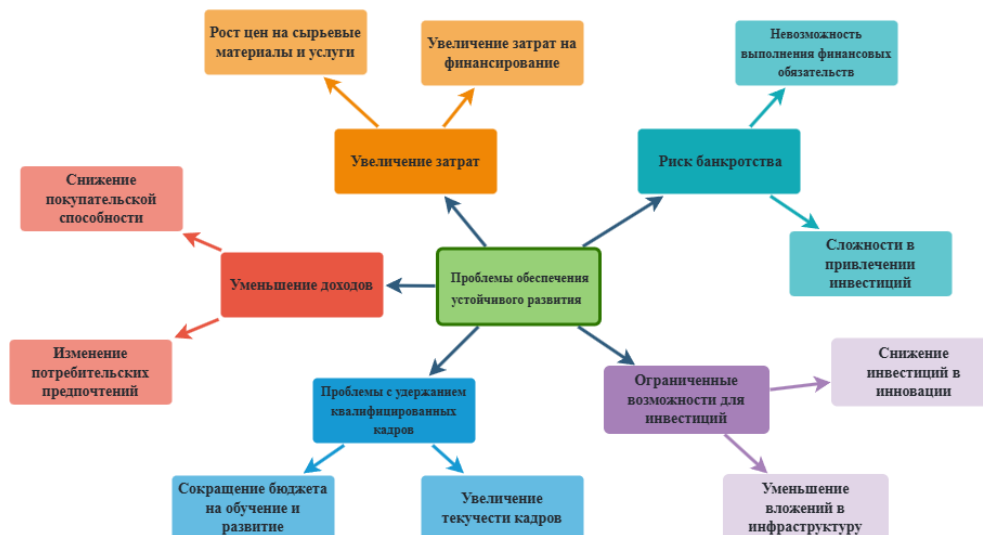 Рост цен на сырьевые
материалы и услуги
Увеличение затрат на
финансирование
Невозможность
выполнения финансовых
обязательств
Увеличение затрат
Риск банкротства
Снижение
покупательской
способности
Сложности в
привлечении
инвестиций
Проблемы обеспечения
устойчивого развития
Уменьшение доходов
Изменение
потребительских
предпочтений
Проблемы с удержанием
квалифицированных
кадров
Ограниченные
возможности для
инвестиций
Снижение
инвестиций в
инновации
Сокращение бюджета
на обучение и
развитие
Увеличение
текучести кадров
Уменьшение
вложений в
инфраструктуру